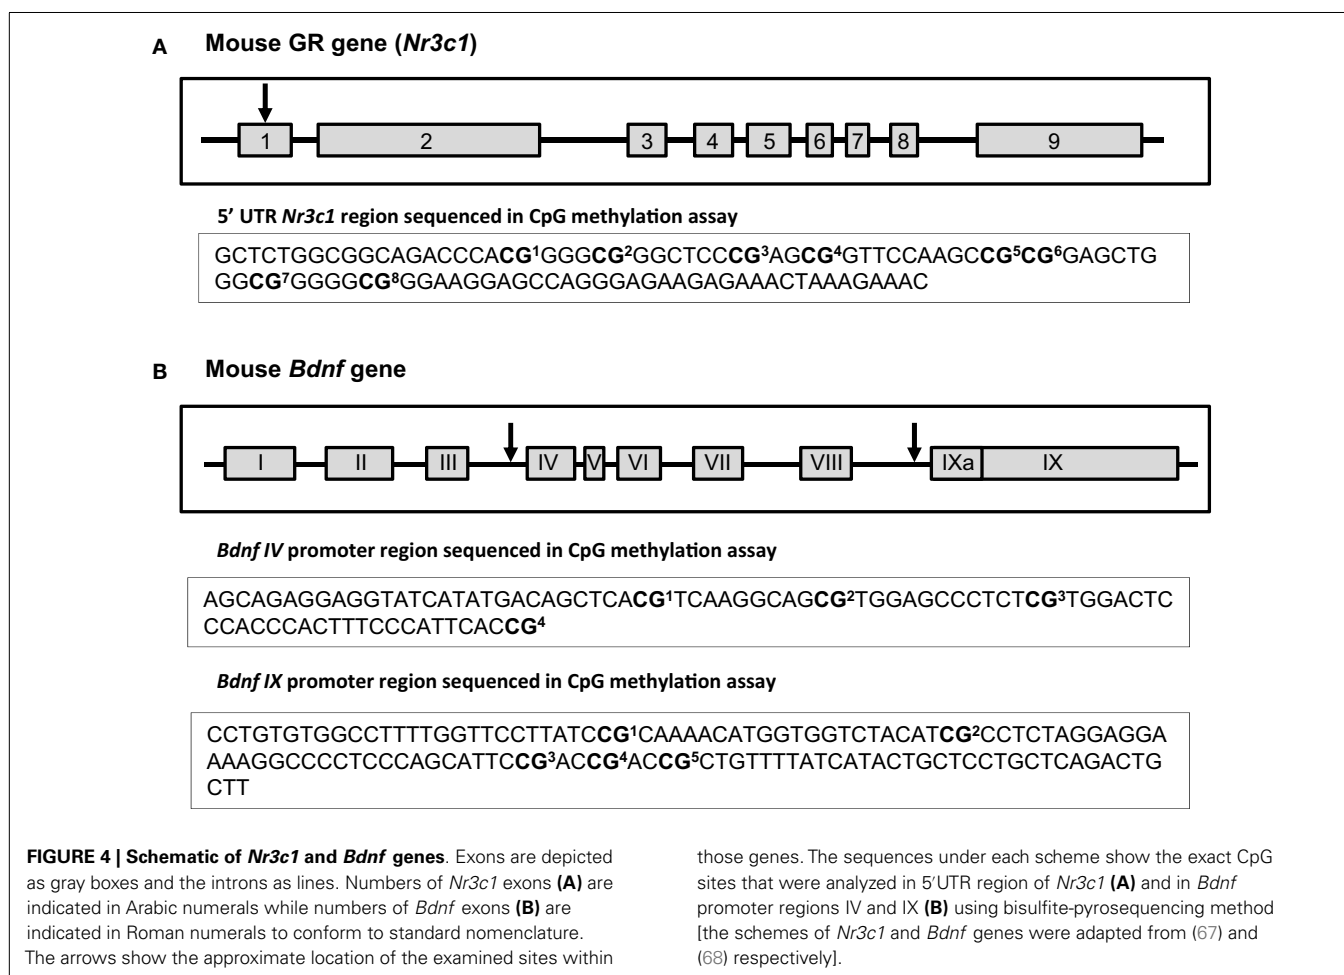 A Mouse GR gene (Nr3c1)
1 2 3 4 5 6 7 8 9
5' UTR Nr3c1 region sequenced in CpG methylation assay
GCTCTGGCGGCAGACCCACG¹GGGCG²GGCTCCCG³AGCG⁴GTTCCAAGCCG⁵CG⁶GAGCTG
GGCG⁷GGGGCG⁸GGAAGGAGCCAGGGAGAAGAGAAACTAAAGAAAC
B Mouse Bdnf gene
I II III IV V VI VII VIII IXa IX
Bdnf IV promoter region sequenced in CpG methylation assay
AGCAGAGGAGGTATCATATGACAGCTCACG¹TCAAGGCAGCG²TGGAGCCCTCTCG³TGGACTC
CCACCCACTTTCCCATTCACCG⁴
Bdnf IX promoter region sequenced in CpG methylation assay
CCTGTGTGGCCTTTTGGTTCCTTATCCG¹CAAAACATGGTGGTCTACATCG²CCTCTAGGAGGA
AAAGGCCCCTCCCAGCATTCCG³ACCG⁴ACCG⁵CTGTTTTATCATACTGCTCCTGCTCAGACTG
CTT
FIGURE 4 | Schematic of Nr3c1 and Bdnf genes. Exons are depicted
as gray boxes and the introns as lines. Numbers of Nr3c1 exons (A) are
indicated in Arabic numerals while numbers of Bdnf exons (B) are
indicated in Roman numerals to conform to standard nomenclature.
The arrows show the approximate location of the examined sites within
those genes. The sequences under each scheme show the exact CpG
sites that were analyzed in 5'UTR region of Nr3c1 (A) and in Bdnf
promoter regions IV and IX (B) using bisulfite-pyrosequencing method
[the schemes of Nr3c1 and Bdnf genes were adapted from (67) and
(68) respectively].